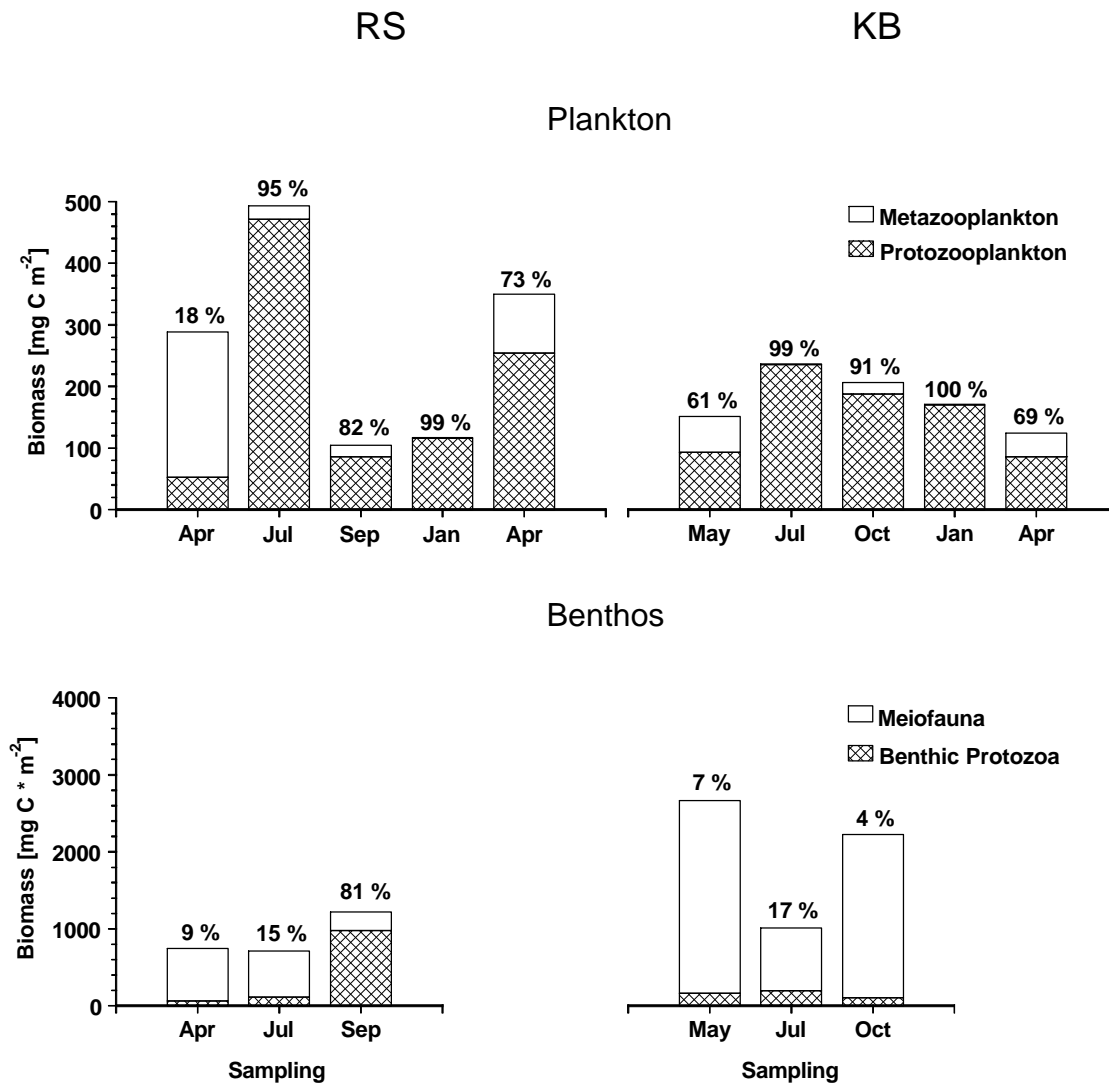 RS
KB
Plankton
Biomass [mg C m-2]
500
400
300
200
100
0
18 %
95 %
82 %
99 %
73 %
Apr
Jul
Sep
Jan
Apr
61 %
99 %
91 %
100 %
69 %
May
Jul
Oct
Jan
Apr
Metazooplankton
Protozooplankton
Benthos
Biomass [mg C * m-2]
4000
3000
2000
1000
0
9 %
15 %
81 %
Apr
Jul
Sep
Sampling
7 %
17 %
4 %
May
Jul
Oct
Sampling
Meiofauna
Benthic Protozoa